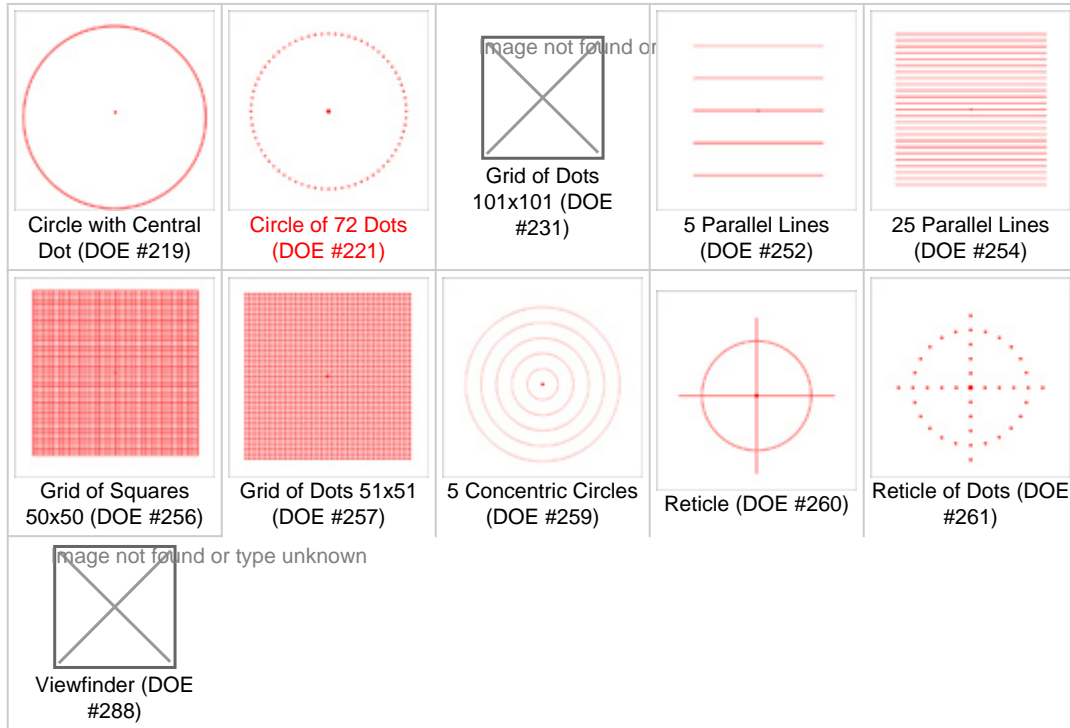 Circle with Central
Dot (DOE #219)
Circle of 72 Dots
(DOE #221)
Image not found or
Grid of Dots
101x101 (DOE
#231)
5 Parallel Lines
(DOE #252)
25 Parallel Lines
(DOE #254)
Grid of Squares
50x50 (DOE #256)
Grid of Dots 51x51
(DOE #257)
5 Concentric Circles
(DOE #259)
Reticle (DOE #260)
Reticle of Dots (DOE
#261)
Image not found or type unknown
Viewfinder (DOE
#288)